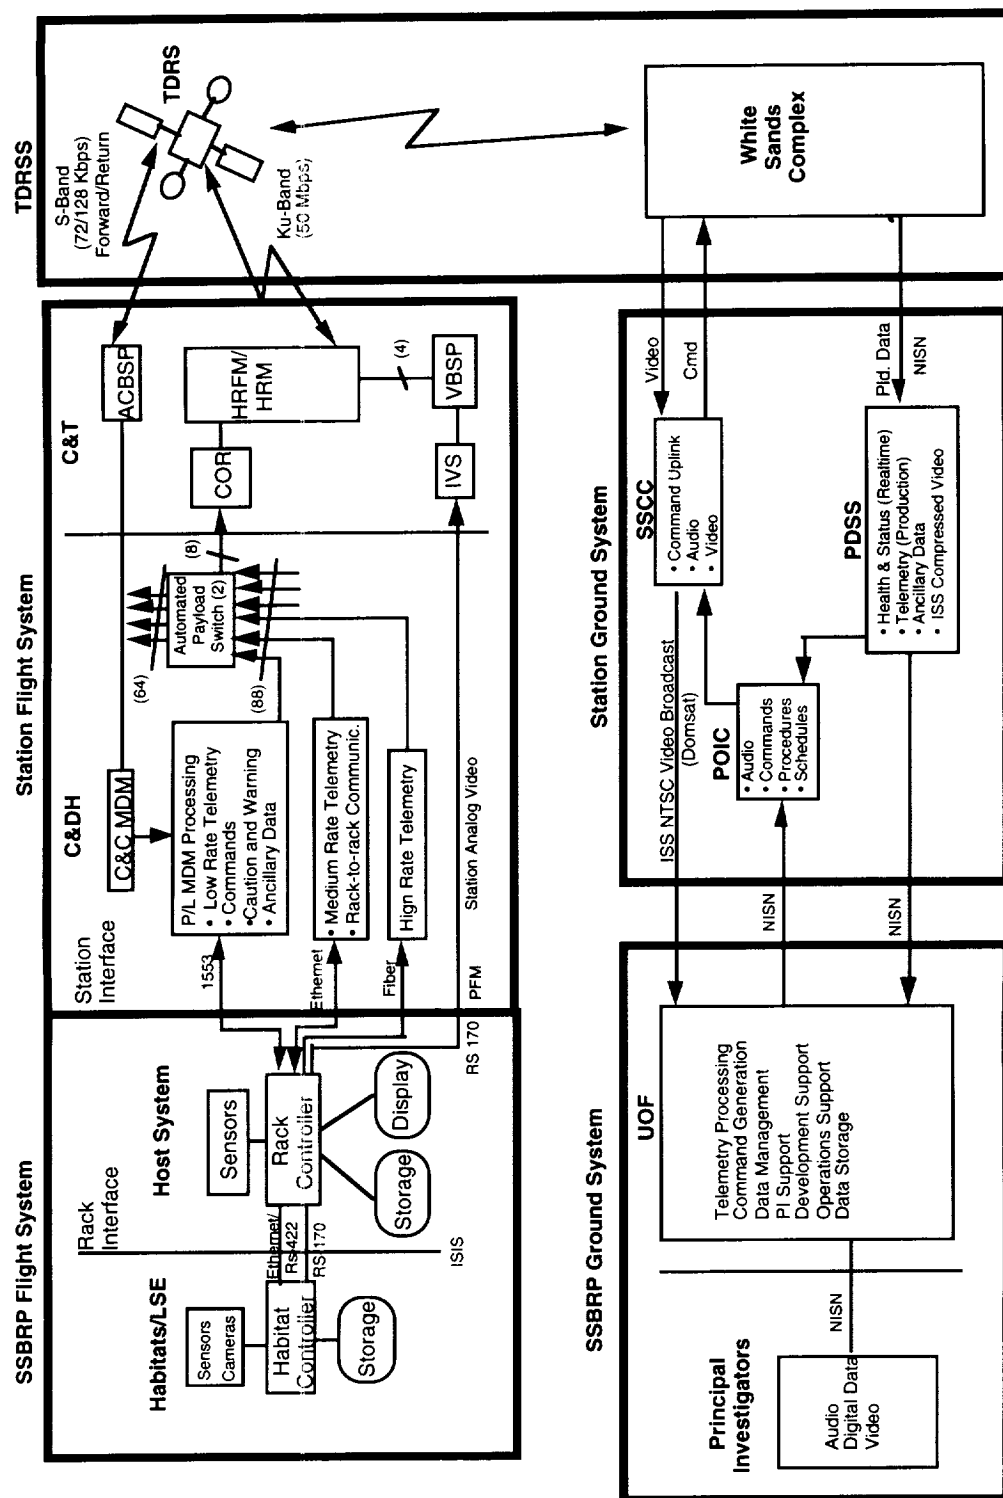 SSBRP Flight System
Station Flight System
TDRSS
Habitats/LSE
Rack
Interface
Host System
Station
Interface
C&DH
C&T
S-Band
(72/128 Kbps)
Forward/Return
TDRS
Ku-Band
(50 Mbps)
Sensors
Cameras
Habitat
Controller
Storage
Ethernet/
Rs-422
RS-170
ISIS
Sensors
Rack
Controller
Storage
Display
1553
Ethernet
Fiber
RS 170
PFM
Station Analog Video
C&C MDM
P/L MDM Processing
• Low Rate Telemetry
• Commands
• Caution and Warning
• Ancillary Data
• Medium Rate Telemetry
• Rack-to-rack Communic.
Hign Rate Telemetry
(64)
(88)
Automated
Payload
Switch (2)
(8)
ACBSP
COR
HRFM/
HRM
(4)
IVS
VBSP
SSBRP Ground System
Station Ground System
Principal
Investigators
Audio
Digital Data
Video
NISN
UOF
Telemetry Processing
Command Generation
Data Management
PI Support
Development Support
Operations Support
Data Storage
NISN
NISN
ISS NTSC Video Broadcast
(Domsat)
POIC
• Audio
• Commands
• Procedures
• Schedules
SSCC
• Command Uplink
• Audio
• Video
PDSS
• Health & Status (Realtime)
• Telemetry (Production)
• Ancillary Data
• ISS Compressed Video
Video
Cmd
Pld. Data
NISN
White
Sands
Complex